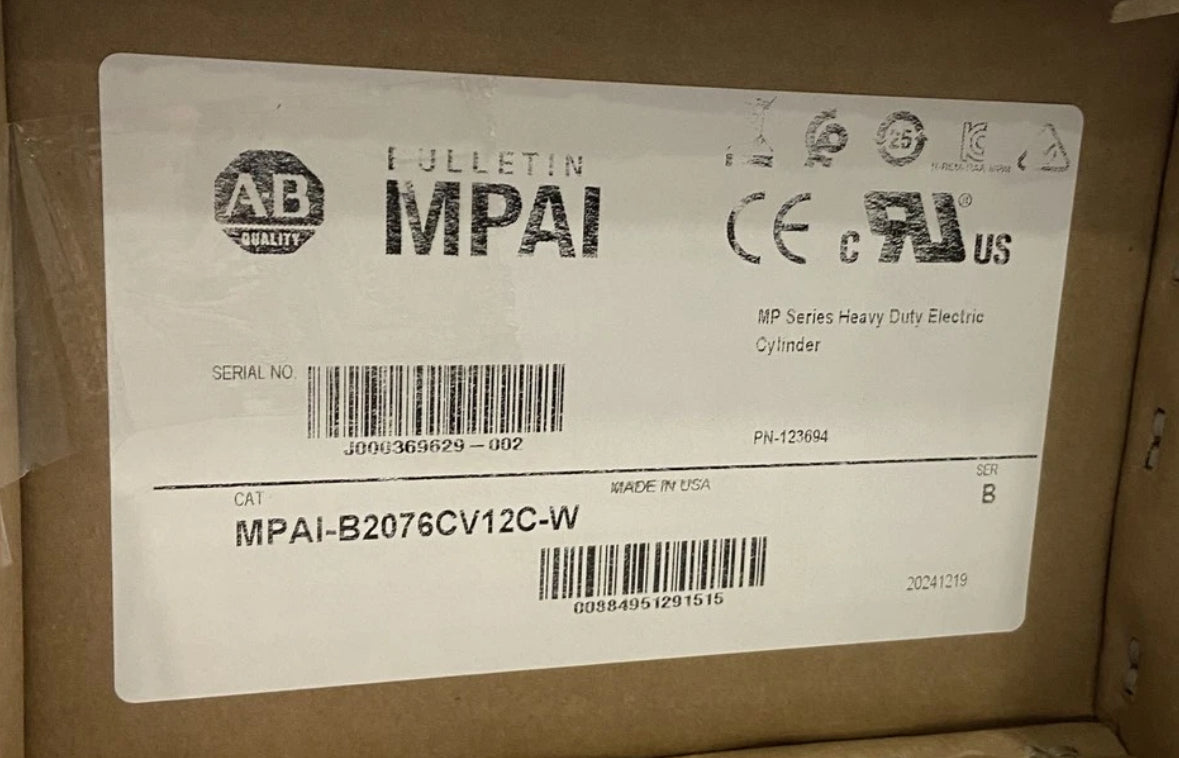 A-B
QUALITY
BULLETIN
MPAI
25
CE
c RU ® US
MP Series Heavy Duty Electric
Cylinder
SERIAL NO.
J000369629-002
PN-123694
CAT
MADE IN USA
SER
MPAI-B2076CV12C-W
B
00884951291515
20241219